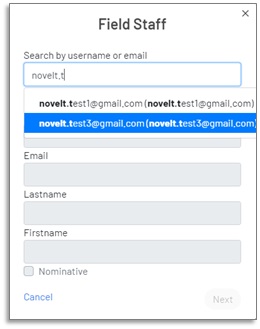 ×
Field Staff
Search by username or email
novelt.t
novelt.test1@gmail.com (novelt.test1@gmail.com)
novelt.test3@gmail.com (novelt.test3@gmail.com)
Email
Lastname
Firstname
Nominative
Cancel
Next